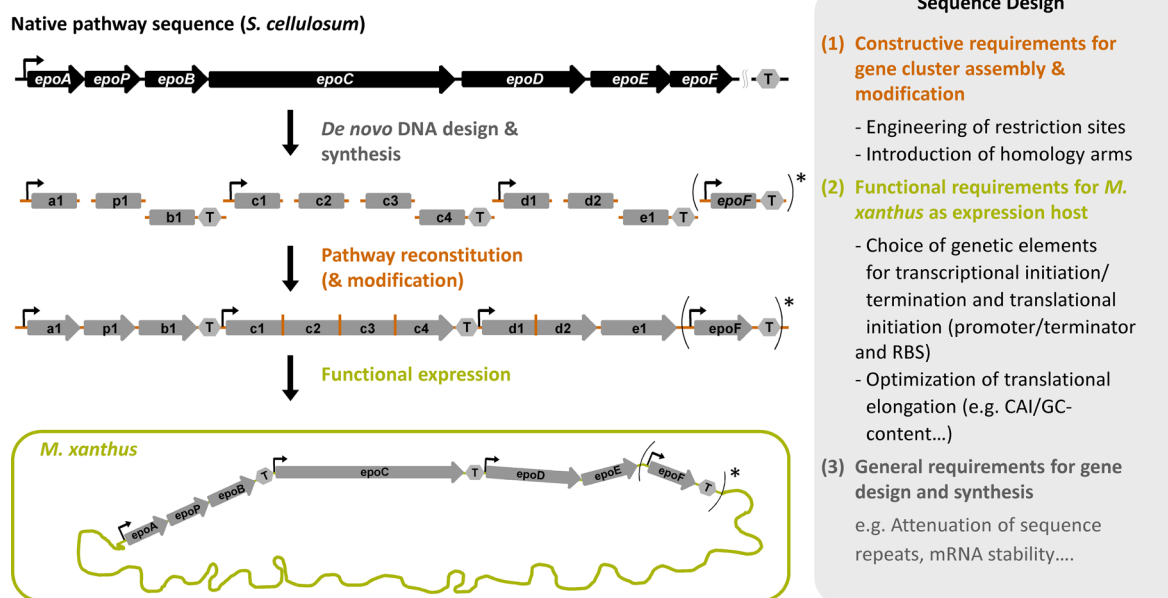 Native pathway sequence (S. cellulosum)
epoA epoP epoB epoC epoD epoE epoF T
De novo DNA design &
synthesis
a1 p1 c1 c2 c3 d1 d2 epoF T *
b1 T c4 T e1 T
Pathway reconstitution
(& modification)
a1 p1 b1 T c1 c2 c3 c4 T d1 d2 e1 epoF T *
Functional expression
M. xanthus
epoA epoP epoB T epoC T epoD epoE epoF T *
Sequence Design
(1) Constructive requirements for
gene cluster assembly &
modification
- Engineering of restriction sites
- Introduction of homology arms
(2) Functional requirements for M.
xanthus as expression host
- Choice of genetic elements
for transcriptional initiation/
termination and translational
initiation (promoter/terminator
and RBS)
- Optimization of translational
elongation (e.g. CAI/GC-
content…)
(3) General requirements for gene
design and synthesis
e.g. Attenuation of sequence
repeats, mRNA stability….